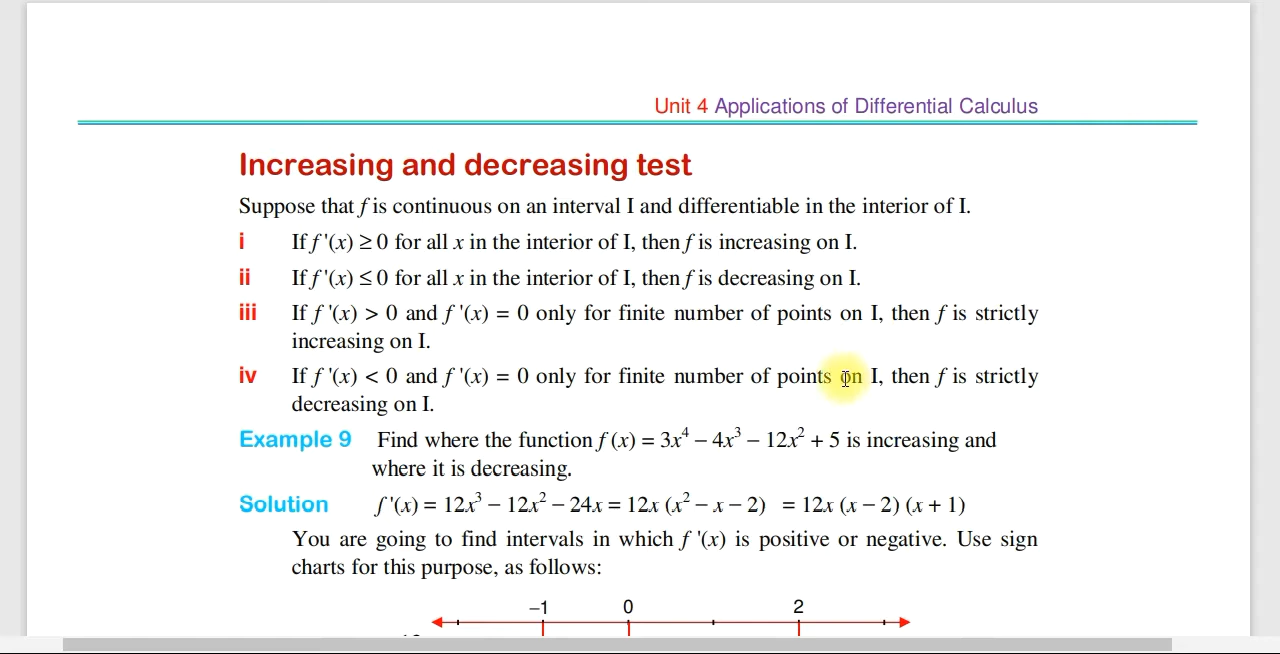 Unit 4 Applications of Differential Calculus
Increasing and decreasing test
Suppose that f is continuous on an interval I and differentiable in the interior of I.
i If f '(x) ≥ 0 for all x in the interior of I, then f is increasing on I.
ii If f '(x) ≤ 0 for all x in the interior of I, then f is decreasing on I.
iii If f '(x) > 0 and f '(x) = 0 only for finite number of points on I, then f is strictly
increasing on I.
iv If f '(x) < 0 and f '(x) = 0 only for finite number of points on I, then f is strictly
decreasing on I.
Example 9 Find where the function f (x) = 3x⁴ – 4x³ – 12x² + 5 is increasing and
where it is decreasing.
Solution f '(x) = 12x³ – 12x² – 24x = 12x (x² – x – 2) = 12x (x – 2) (x + 1)
You are going to find intervals in which f '(x) is positive or negative. Use sign
charts for this purpose, as follows:
–1 0 2